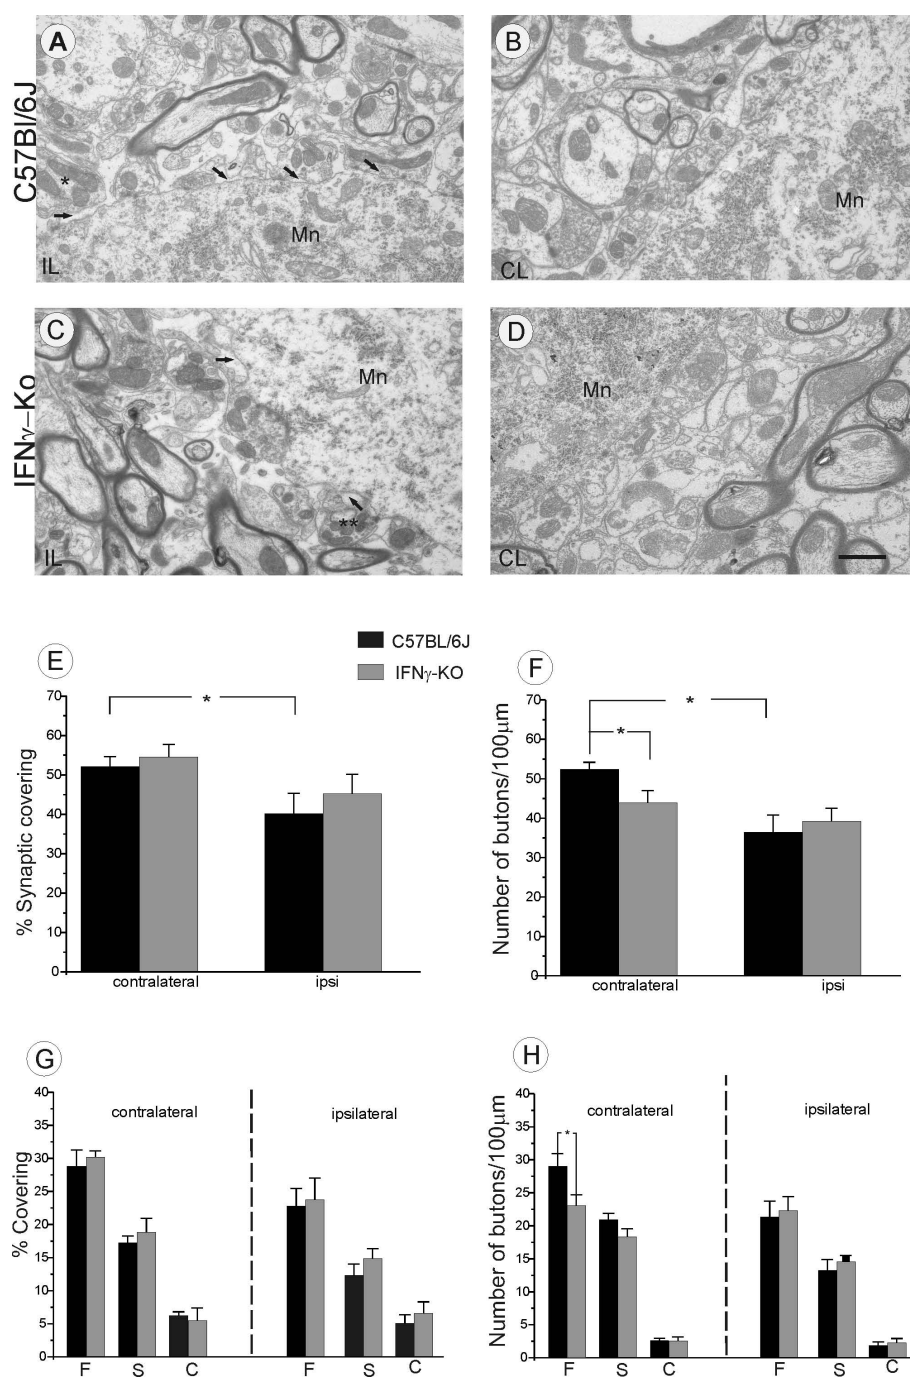 A
B
C57Bl/6J
*
Mn
Mn
IL
CL
C
D
IFNγ–Ko
Mn
Mn
**
IL
CL
C57BL/6J
IFNγ-KO
E
F
% Synaptic covering
70
60
50
40
30
20
10
0
*
contralateral
ipsi
Number of butons/100µm
70
60
50
40
30
20
10
0
*
*
contralateral
ipsi
G
H
% Covering
40
35
30
25
20
15
10
5
0
contralateral
ipsilateral
F S C F S C
Number of butons/100µm
40
35
30
25
20
15
10
5
0
contralateral
ipsilateral
*
F S C F S C